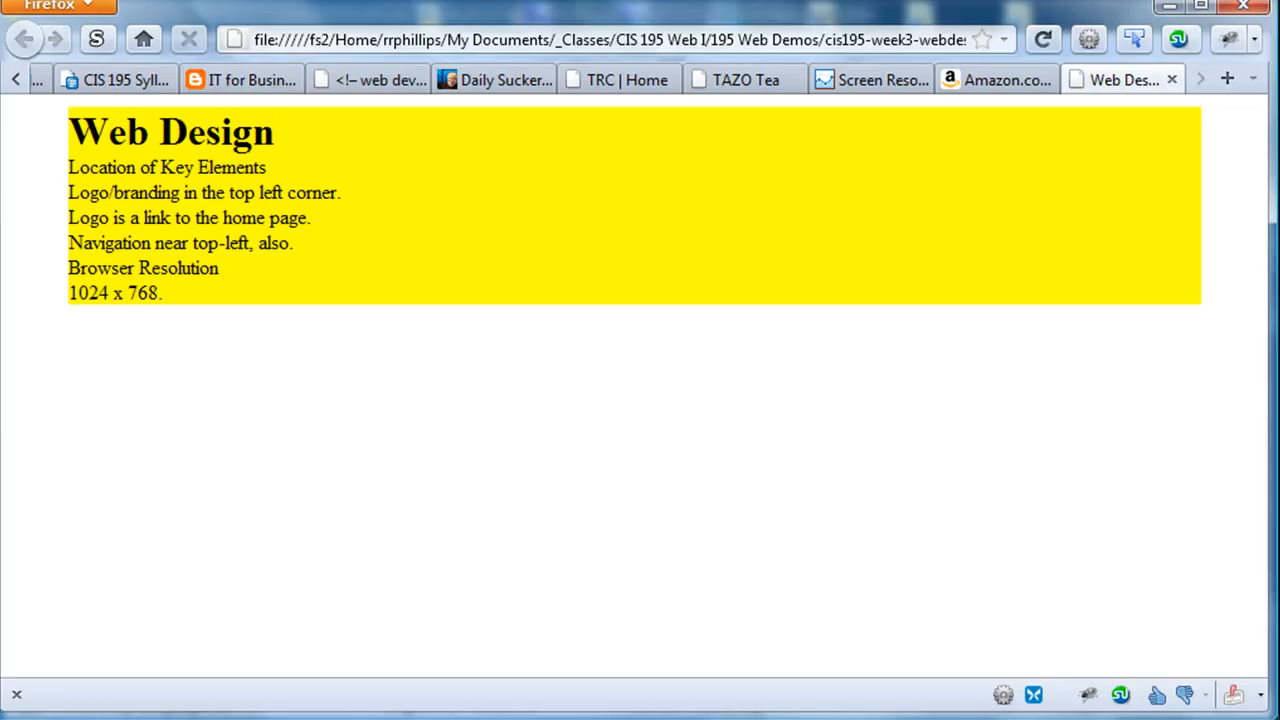 Firefox
S
file://///fs2/Home/rrphillips/My Documents/_Classes/CIS 195 Web I/195 Web Demos/cis195-week3-webdes
... CIS 195 Syll... IT for Busin... <!-- web dev... Daily Sucker... TRC | Home TAZO Tea Screen Reso... Amazon.co... Web Des...
Web Design
Location of Key Elements
Logo/branding in the top left corner.
Logo is a link to the home page.
Navigation near top-left, also.
Browser Resolution
1024 x 768.